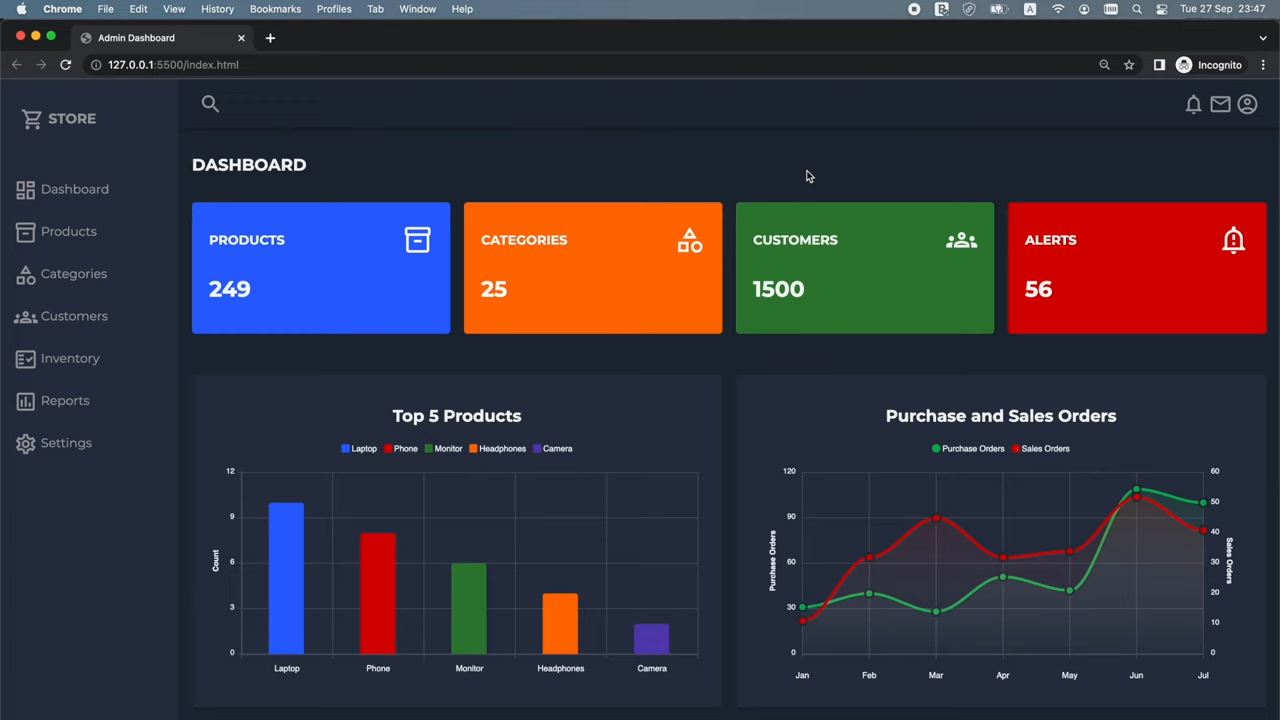 Chrome File Edit View History Bookmarks Profiles Tab Window Help A Tue 27 Sep 23:47
Admin Dashboard
127.0.0.1:5500/index.html Incognito
STORE
Dashboard
Products
Categories
Customers
Inventory
Reports
Settings
DASHBOARD
PRODUCTS
249
CATEGORIES
25
CUSTOMERS
1500
ALERTS
56
Top 5 Products
Laptop Phone Monitor Headphones Camera
12
9
6
3
0
Count
Laptop Phone Monitor Headphones Camera
Purchase and Sales Orders
Purchase Orders Sales Orders
120
90
60
30
0
Purchase Orders
60
50
40
30
20
10
0
Sales Orders
Jan Feb Mar Apr May Jun Jul